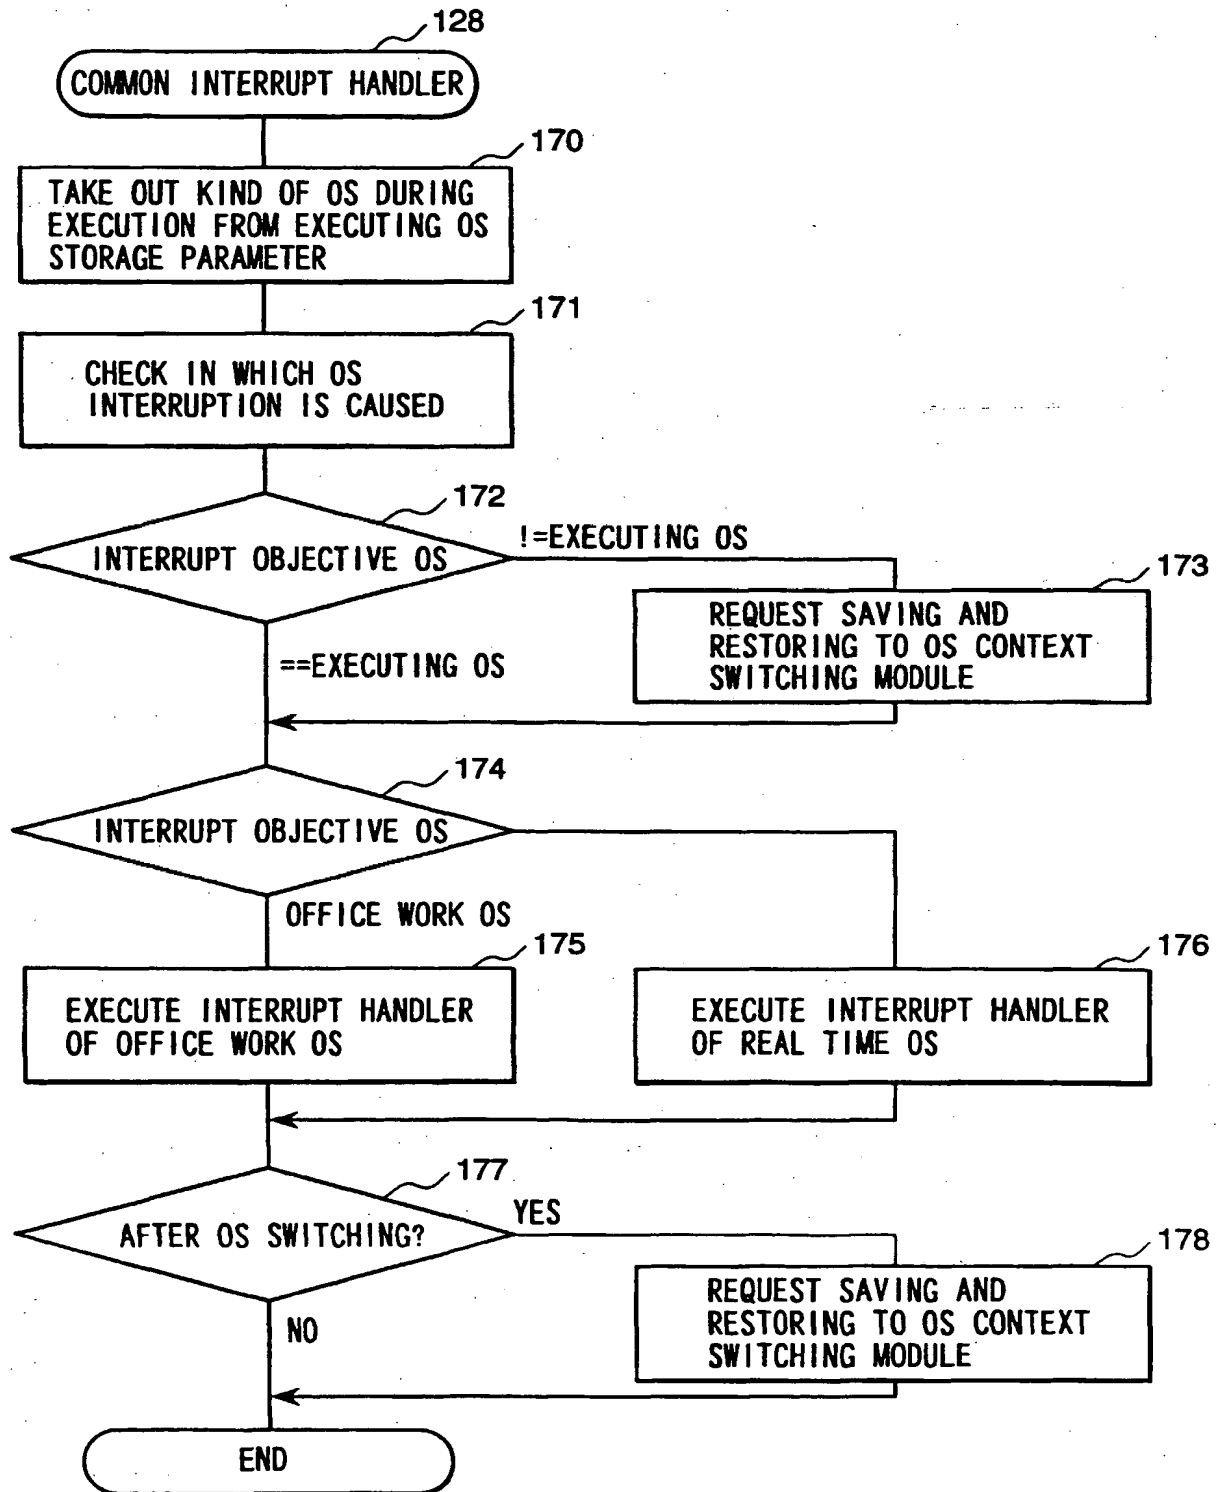 128
COMMON INTERRUPT HANDLER
170
TAKE OUT KIND OF OS DURING
EXECUTION FROM EXECUTING OS
STORAGE PARAMETER
171
CHECK IN WHICH OS
INTERRUPTION IS CAUSED
172
INTERRUPT OBJECTIVE OS
!=EXECUTING OS
173
REQUEST SAVING AND
RESTORING TO OS CONTEXT
SWITCHING MODULE
==EXECUTING OS
174
INTERRUPT OBJECTIVE OS
OFFICE WORK OS
175
EXECUTE INTERRUPT HANDLER
OF OFFICE WORK OS
176
EXECUTE INTERRUPT HANDLER
OF REAL TIME OS
177
AFTER OS SWITCHING?
YES
178
REQUEST SAVING AND
RESTORING TO OS CONTEXT
SWITCHING MODULE
NO
END